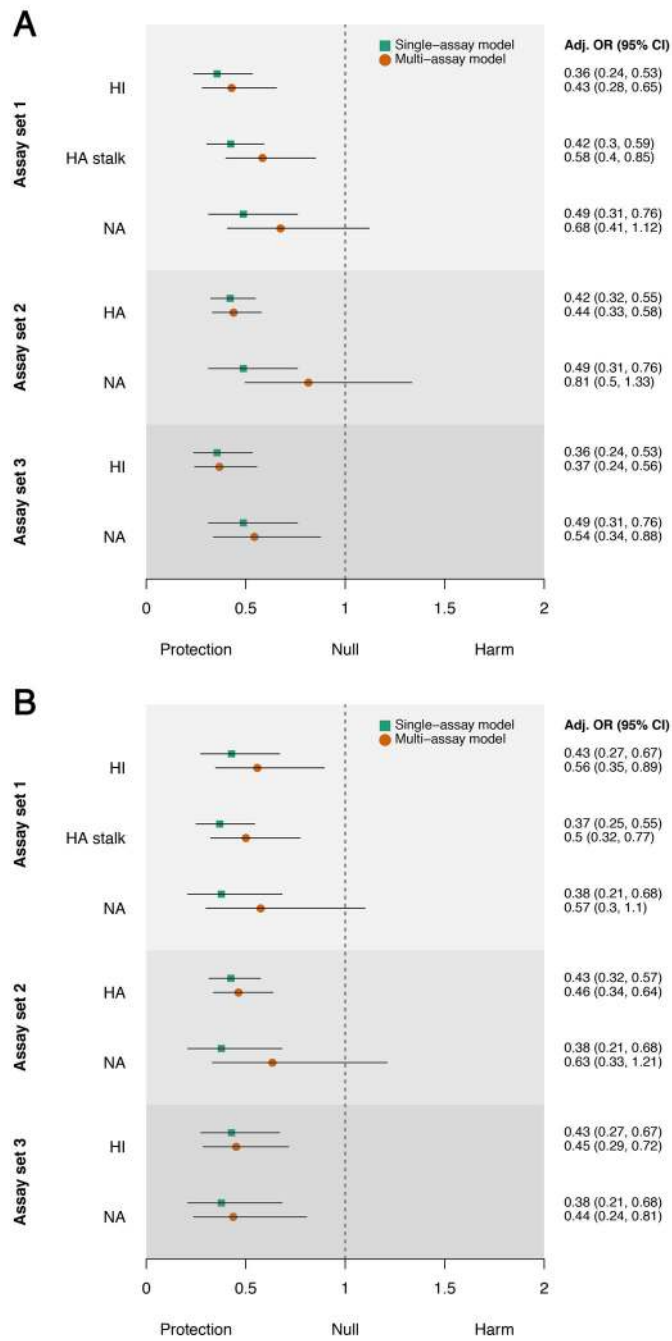 A
Single-assay model
Multi-assay model
Adj. OR (95% CI)
Assay set 1
HI
0.36 (0.24, 0.53)
0.43 (0.28, 0.65)
HA stalk
0.42 (0.3, 0.59)
0.58 (0.4, 0.85)
NA
0.49 (0.31, 0.76)
0.68 (0.41, 1.12)
Assay set 2
HA
0.42 (0.32, 0.55)
0.44 (0.33, 0.58)
NA
0.49 (0.31, 0.76)
0.81 (0.5, 1.33)
Assay set 3
HI
0.36 (0.24, 0.53)
0.37 (0.24, 0.56)
NA
0.49 (0.31, 0.76)
0.54 (0.34, 0.88)
0 0.5 1 1.5 2
Protection Null Harm
B
Single-assay model
Multi-assay model
Adj. OR (95% CI)
Assay set 1
HI
0.43 (0.27, 0.67)
0.56 (0.35, 0.89)
HA stalk
0.37 (0.25, 0.55)
0.5 (0.32, 0.77)
NA
0.38 (0.21, 0.68)
0.57 (0.3, 1.1)
Assay set 2
HA
0.43 (0.32, 0.57)
0.46 (0.34, 0.64)
NA
0.38 (0.21, 0.68)
0.63 (0.33, 1.21)
Assay set 3
HI
0.43 (0.27, 0.67)
0.45 (0.29, 0.72)
NA
0.38 (0.21, 0.68)
0.44 (0.24, 0.81)
0 0.5 1 1.5 2
Protection Null Harm